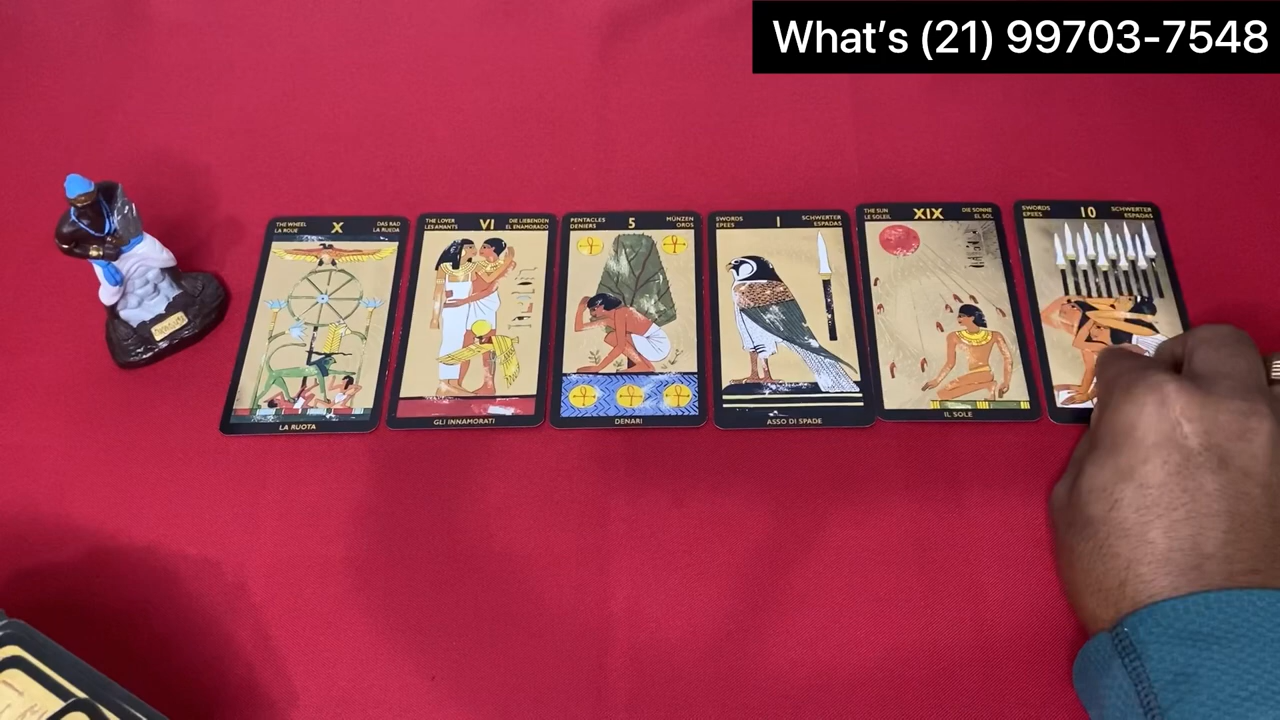 What's (21) 99703-7548
THE WHEEL
LA ROUE
X
DAS RAD
LA RUEDA
LA RUOTA
THE LOVER
LES AMANTS
VI
DIE LIEBENDEN
EL ENAMORADO
GLI INNAMORATI
PENTACLES
DENIERS
5
MÜNZEN
OROS
DENARI
SWORDS
EPEES
1
SCHWERTER
ESPADAS
ASSO DI SPADE
THE SUN
LE SOLEIL
XIX
DIE SONNE
EL SOL
IL SOLE
SWORDS
EPEES
10
SCHWERTER
ESPADAS